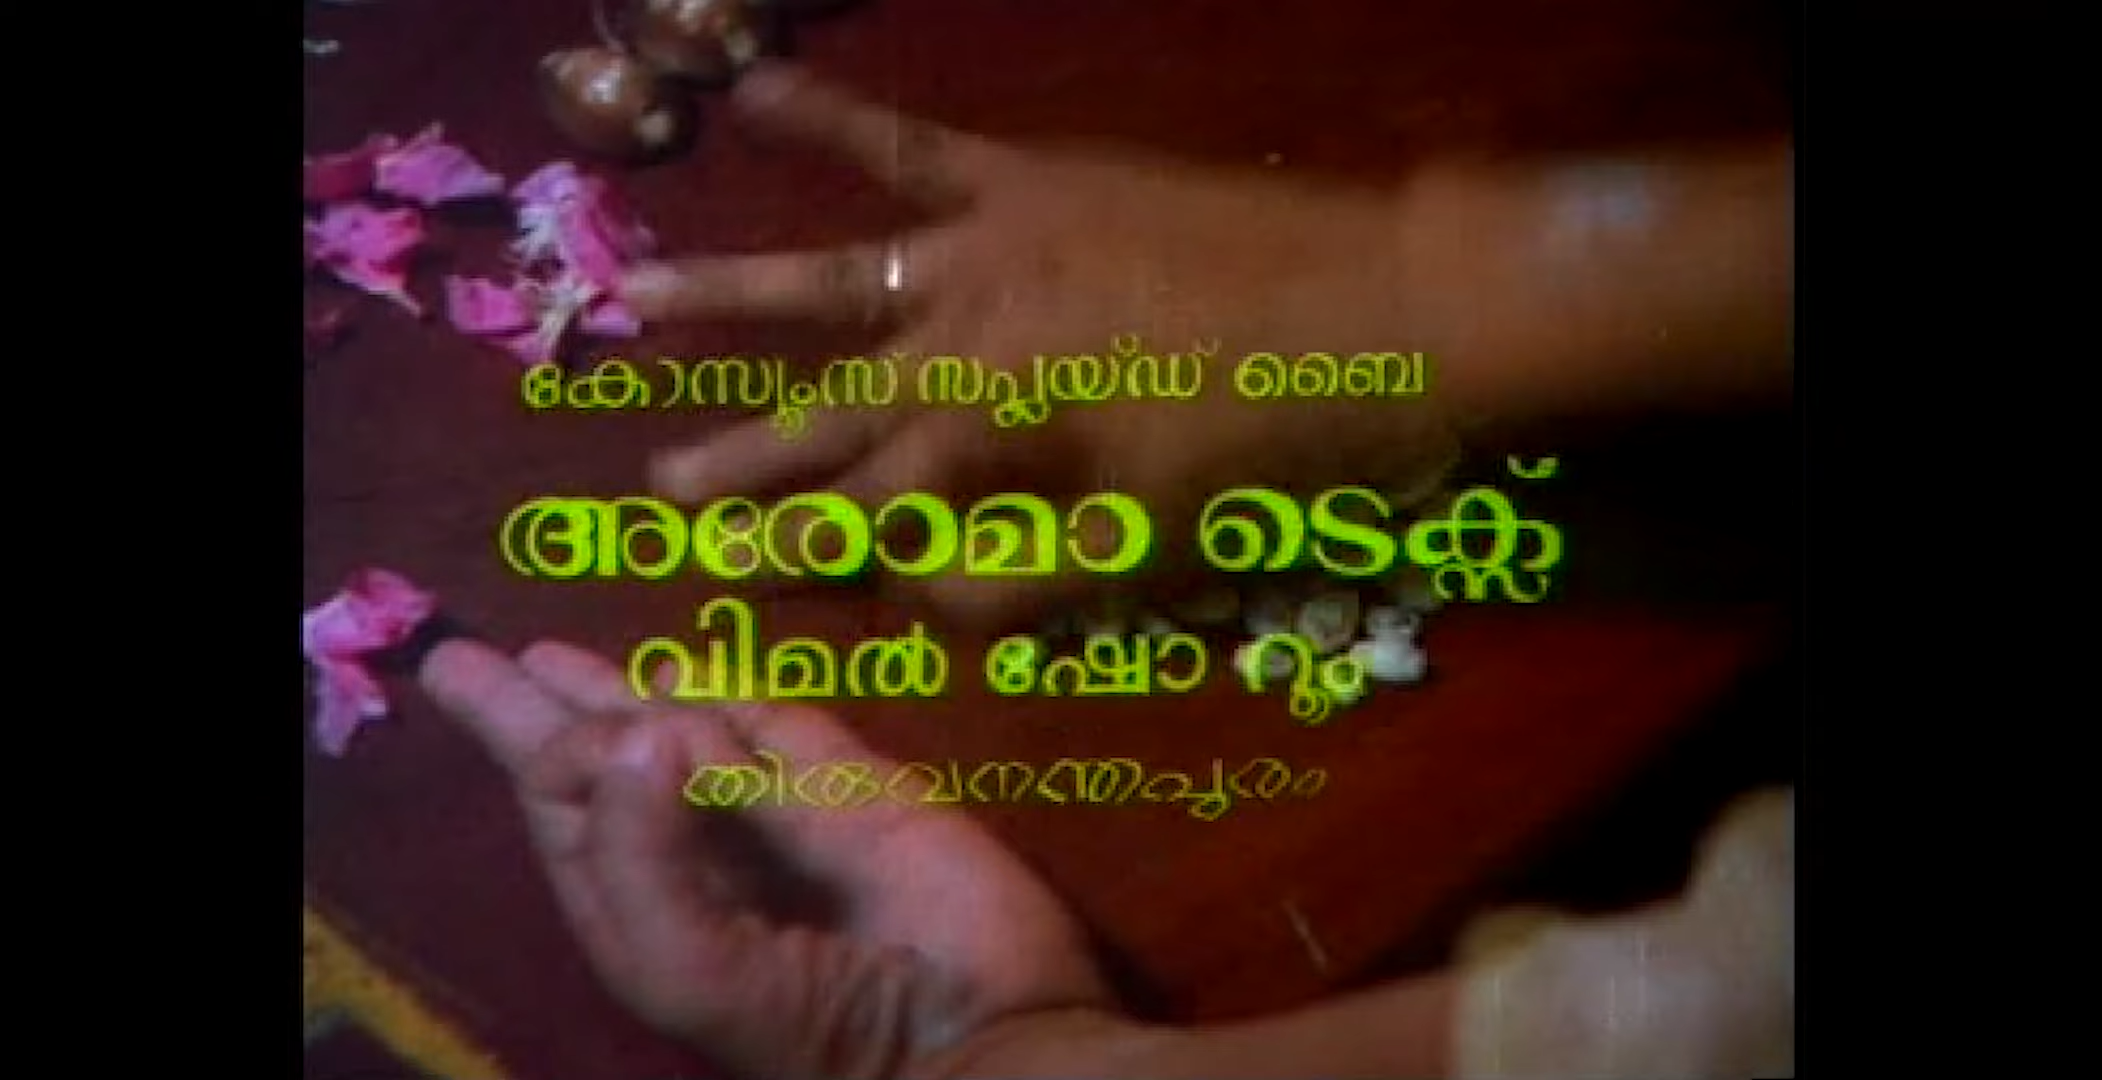 കോസ്റ്റ്യൂംസ് സപ്ലയ്ഡ് ബൈ
അരോമാ ടെക്സ്
വിമൽ ഷോ റൂം
തിരുവനന്തപുരം